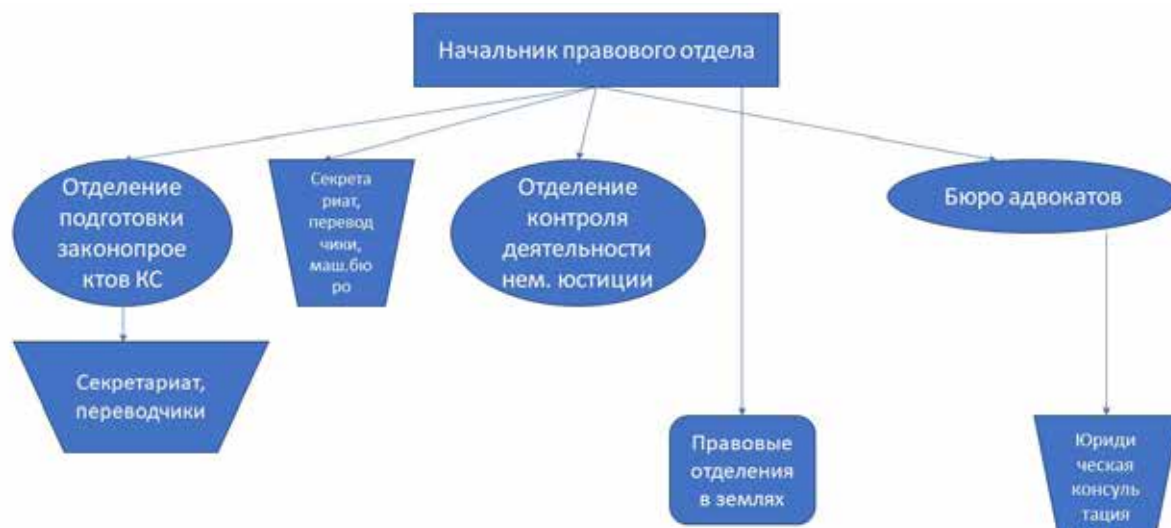 Начальник правового отдела
Отделение
подготовки
законопрое
ктов КС
Секрета
риат,
перевод
чики,
маш.бю
ро
Отделение
контроля
деятельности
нем. юстиции
Бюро адвокатов
Секретариат,
переводчики
Правовые
отделения
в землях
Юриди
ческая
консуль
тация